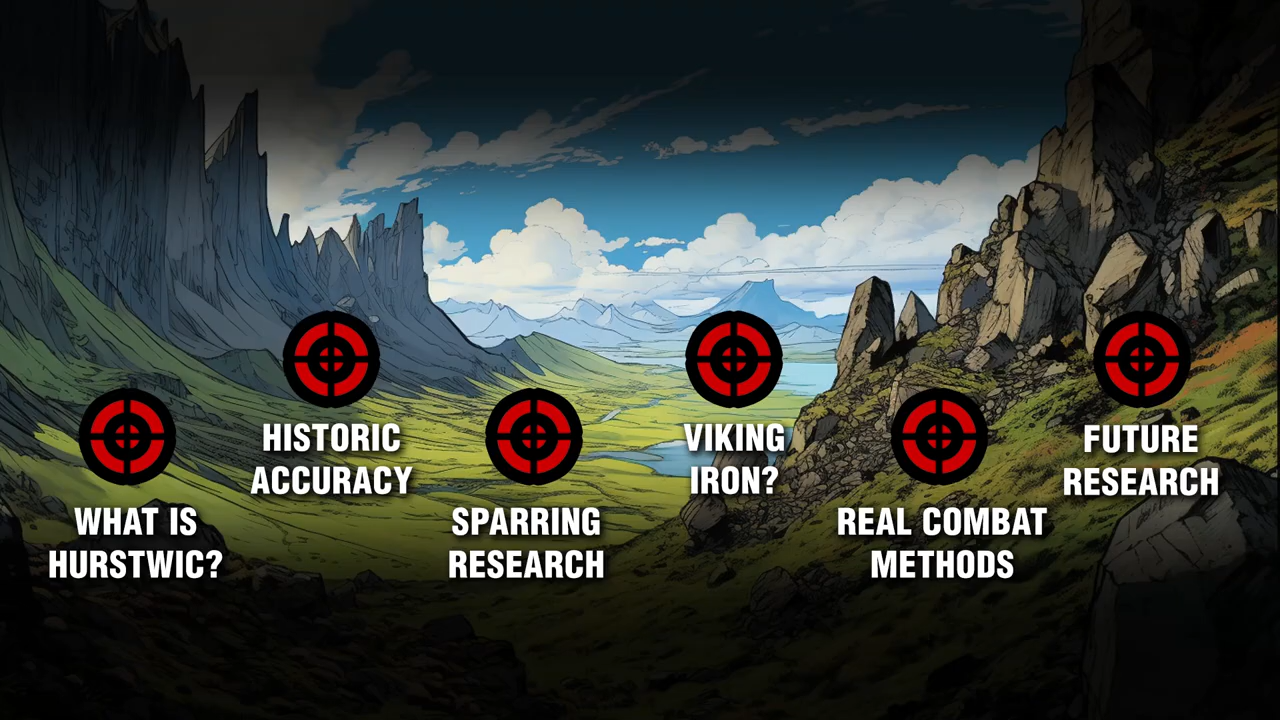 WHAT IS
HURSTWIC?
HISTORIC
ACCURACY
SPARRING
RESEARCH
VIKING
IRON?
REAL COMBAT
METHODS
FUTURE
RESEARCH